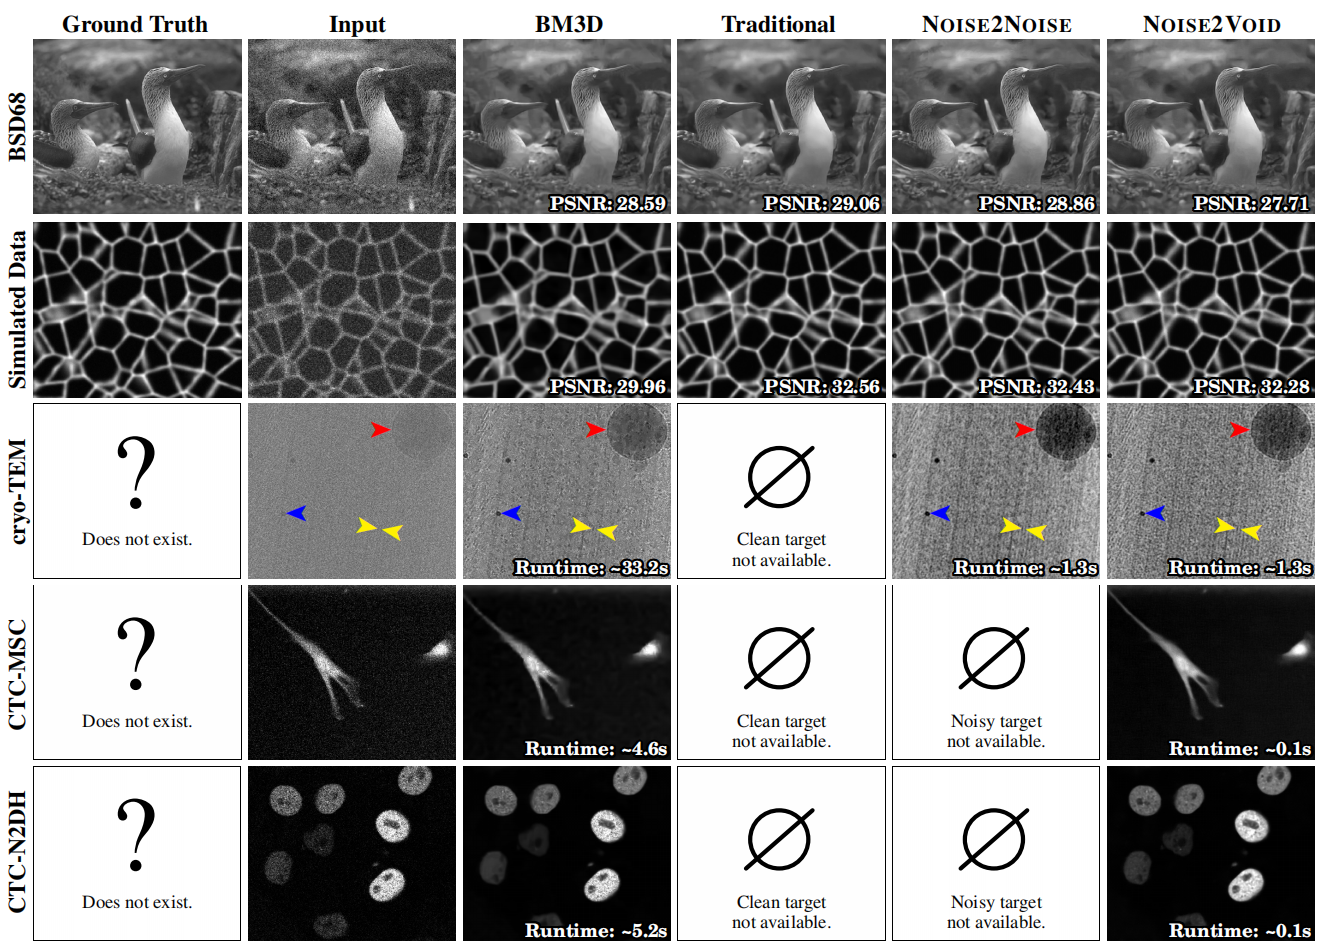 Ground Truth Input BM3D Traditional NOISE2NOISE NOISE2VOID
BSD68
PSNR: 28.59 PSNR: 29.06 PSNR: 28.86 PSNR: 27.71
Simulated Data
PSNR: 29.96 PSNR: 32.56 PSNR: 32.43 PSNR: 32.28
cryo-TEM
?
Does not exist.
Runtime: ~33.2s
Clean target
not available.
Runtime: ~1.3s
Runtime: ~1.3s
CTC-MSC
?
Does not exist.
Runtime: ~4.6s
Clean target
not available.
Noisy target
not available.
Runtime: ~0.1s
CTC-N2DH
?
Does not exist.
Runtime: ~5.2s
Clean target
not available.
Noisy target
not available.
Runtime: ~0.1s